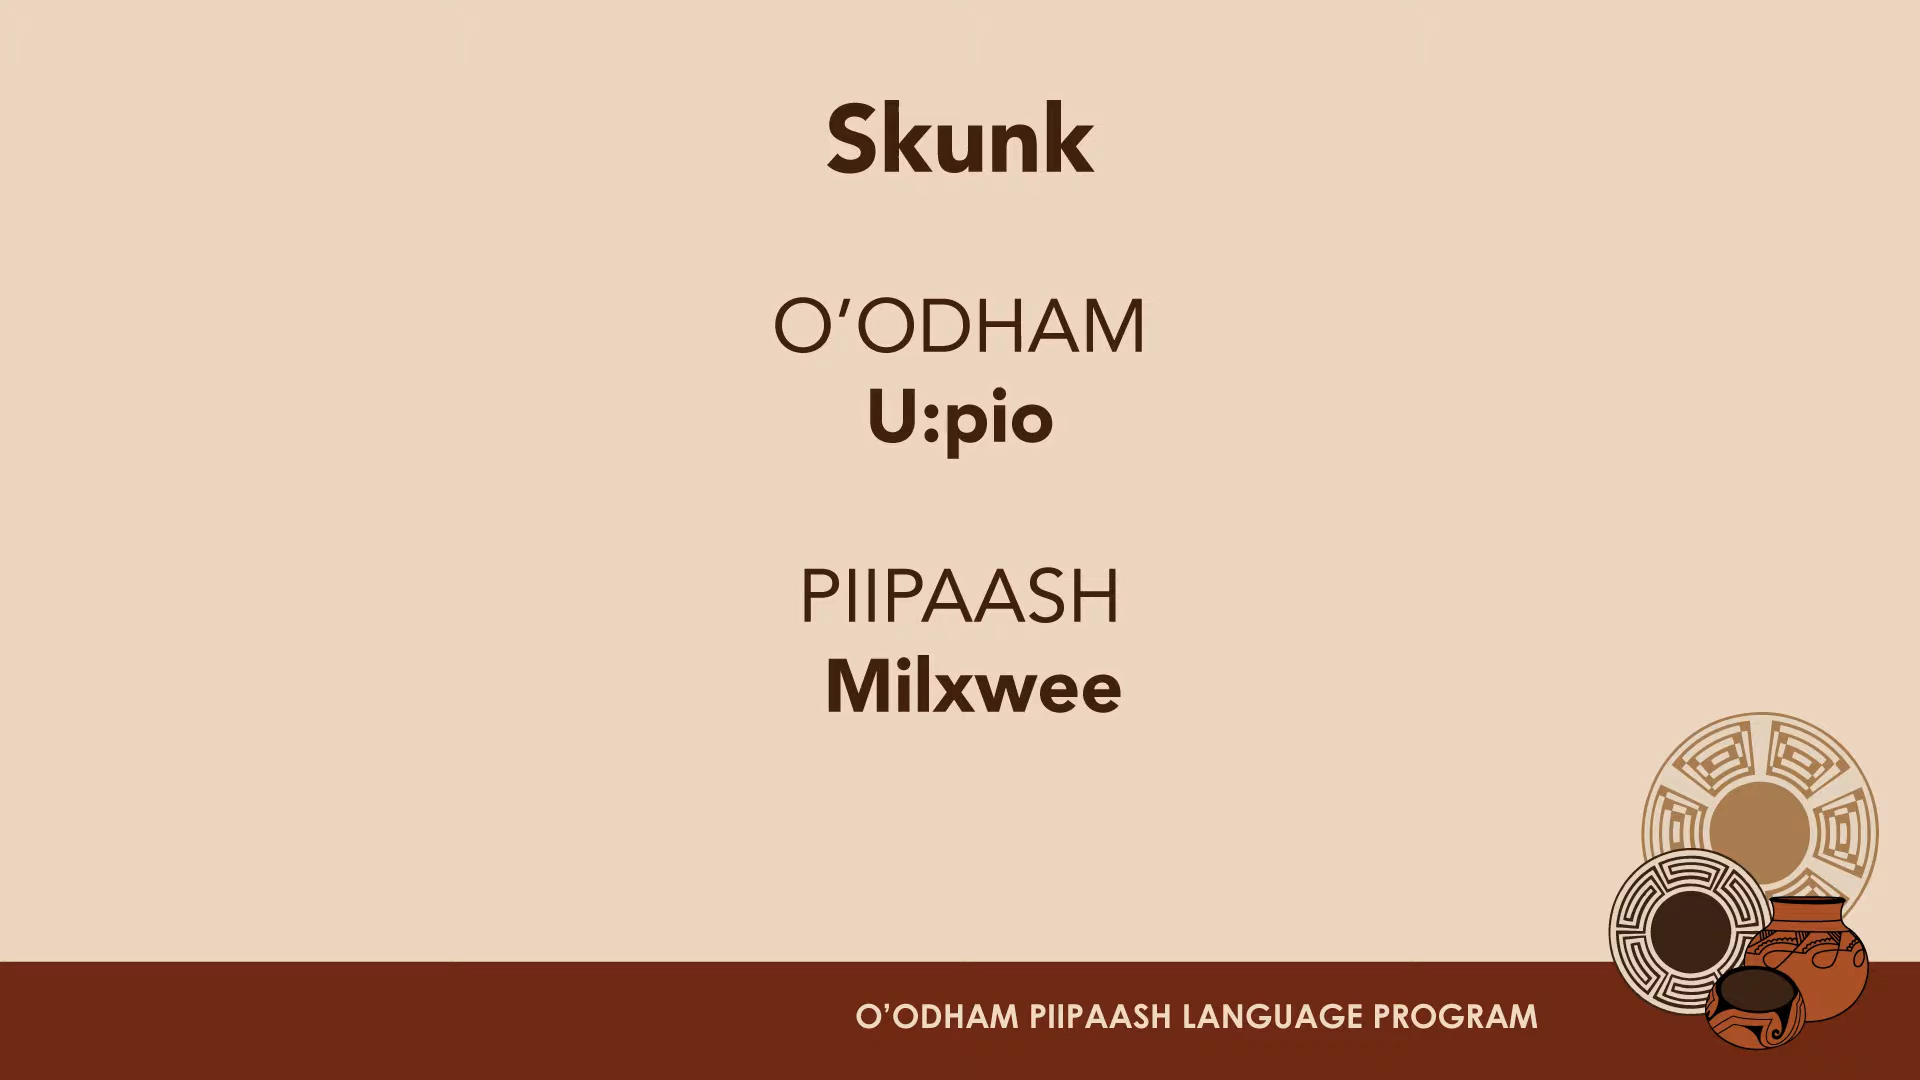 Skunk
O’ODHAM
U:pio
PIIPAASH
Milxwee
O’ODHAM PIIPAASH LANGUAGE PROGRAM